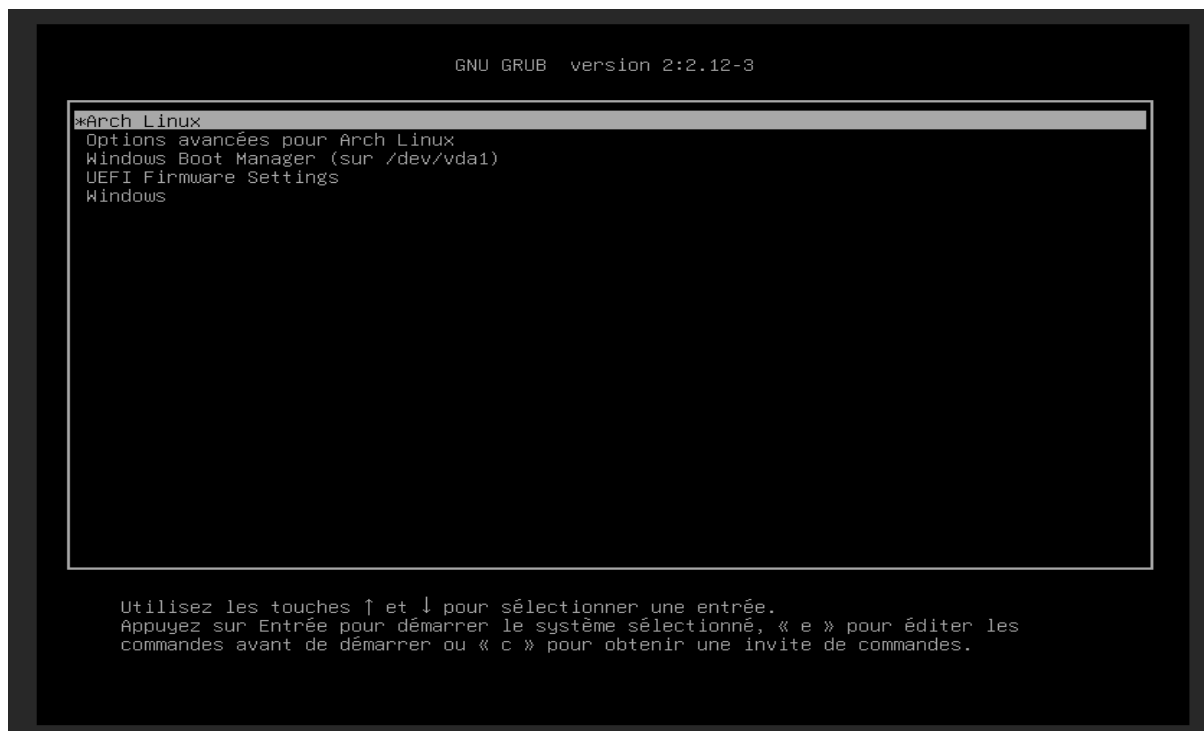 GNU GRUB  version 2:2.12-3
*Arch Linux
Options avancées pour Arch Linux
Windows Boot Manager (sur /dev/vda1)
UEFI Firmware Settings
Windows
Utilisez les touches ↑ et ↓ pour sélectionner une entrée.
Appuyez sur Entrée pour démarrer le système sélectionné, « e » pour éditer les
commandes avant de démarrer ou « c » pour obtenir une invite de commandes.